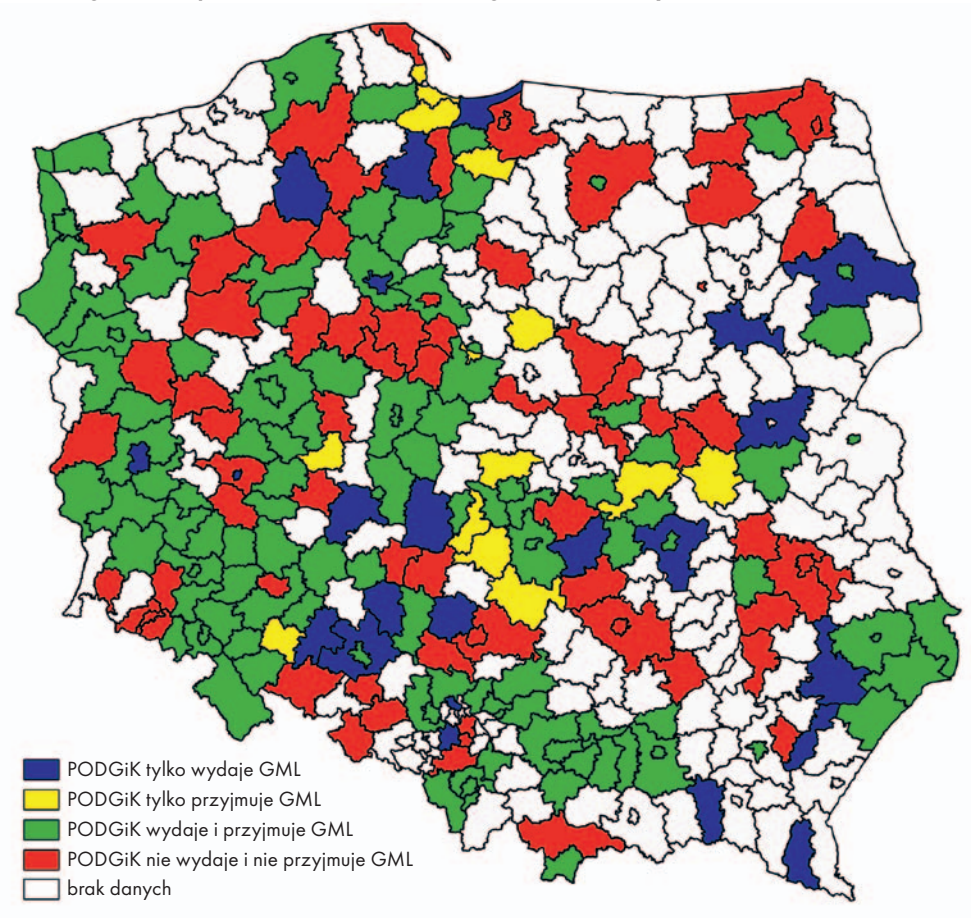 PODGiK tylko wydaje GML
PODGiK tylko przyjmuje GML
PODGiK wydaje i przyjmuje GML
PODGiK nie wydaje i nie przyjmuje GML
brak danych